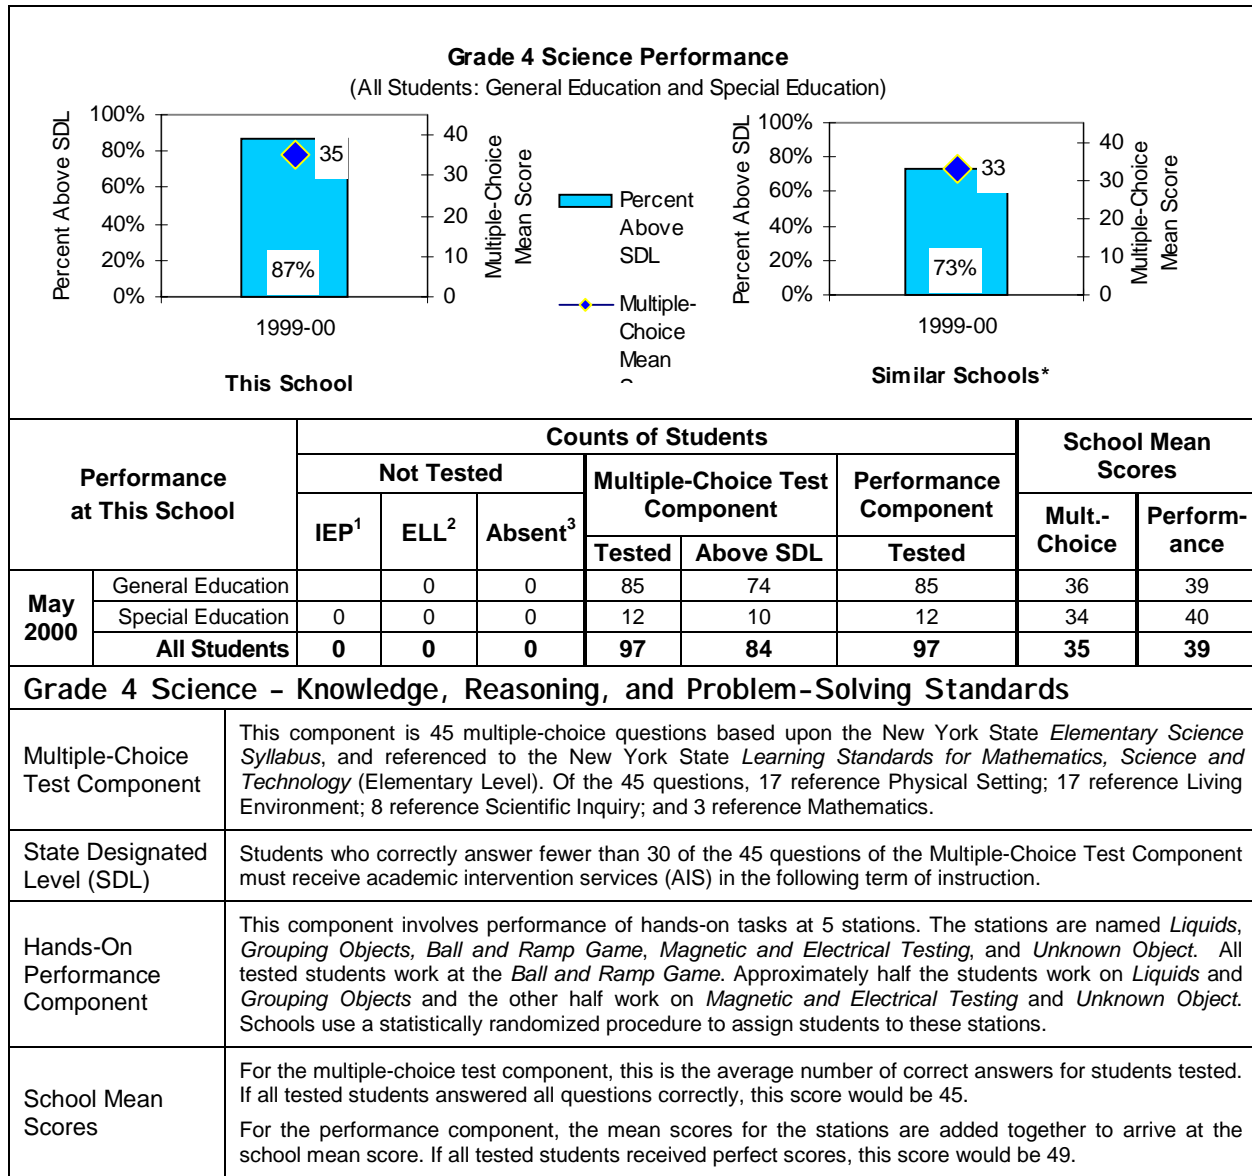 Grade 4 Science Performance
(All Students: General Education and Special Education)
Percent Above SDL
100%
80%
60%
40%
20%
0%
35
87%
40
30
20
10
0
Multiple-Choice
Mean Score
1999-00
This School
Percent
Above
SDL
Multiple-
Choice
Mean
Percent Above SDL
100%
80%
60%
40%
20%
0%
33
73%
40
30
20
10
0
Multiple-Choice
Mean Score
1999-00
Similar Schools*
Performance
at This School
Counts of Students
School Mean
Scores
Not Tested
Multiple-Choice Test
Component
Performance
Component
IEP¹
ELL²
Absent³
Tested
Above SDL
Tested
Mult.-
Choice
Perform-
ance
May
2000
General Education 0 0 85 74 85 36 39
Special Education 0 0 0 12 10 12 34 40
All Students 0 0 0 97 84 97 35 39
Grade 4 Science – Knowledge, Reasoning, and Problem-Solving Standards
Multiple-Choice
Test Component
This component is 45 multiple-choice questions based upon the New York State Elementary Science
Syllabus, and referenced to the New York State Learning Standards for Mathematics, Science and
Technology (Elementary Level). Of the 45 questions, 17 reference Physical Setting; 17 reference Living
Environment; 8 reference Scientific Inquiry; and 3 reference Mathematics.
State Designated
Level (SDL)
Students who correctly answer fewer than 30 of the 45 questions of the Multiple-Choice Test Component
must receive academic intervention services (AIS) in the following term of instruction.
Hands-On
Performance
Component
This component involves performance of hands-on tasks at 5 stations. The stations are named Liquids,
Grouping Objects, Ball and Ramp Game, Magnetic and Electrical Testing, and Unknown Object. All
tested students work at the Ball and Ramp Game. Approximately half the students work on Liquids and
Grouping Objects and the other half work on Magnetic and Electrical Testing and Unknown Object.
Schools use a statistically randomized procedure to assign students to these stations.
School Mean
Scores
For the multiple-choice test component, this is the average number of correct answers for students tested.
If all tested students answered all questions correctly, this score would be 45.
For the performance component, the mean scores for the stations are added together to arrive at the
school mean score. If all tested students received perfect scores, this score would be 49.